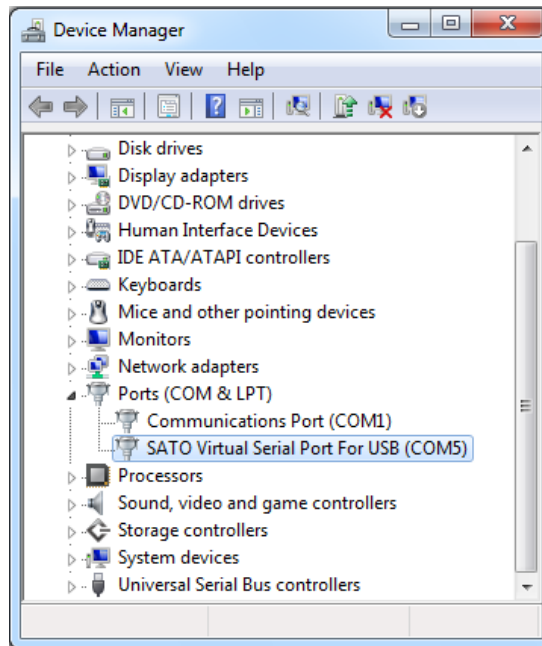 Device Manager
File Action View Help
Disk drives
Display adapters
DVD/CD-ROM drives
Human Interface Devices
IDE ATA/ATAPI controllers
Keyboards
Mice and other pointing devices
Monitors
Network adapters
Ports (COM & LPT)
Communications Port (COM1)
SATO Virtual Serial Port For USB (COM5)
Processors
Sound, video and game controllers
Storage controllers
System devices
Universal Serial Bus controllers